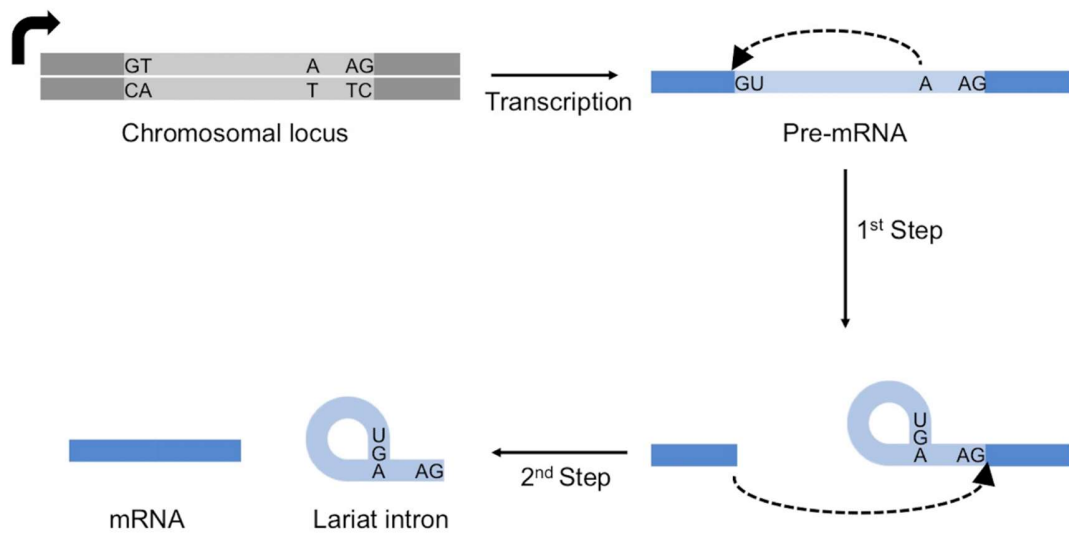 GT A AG
CA T TC
Chromosomal locus
Transcription
GU A AG
Pre-mRNA
1st Step
U
G
A AG
2nd Step
U
G
A AG
mRNA
Lariat intron